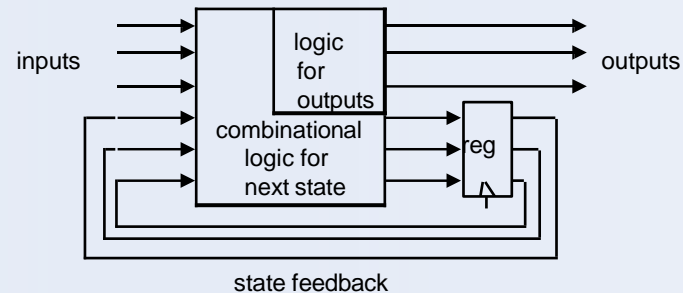 inputs
logic
for
outputs
outputs
combinational
logic for
next state
reg
state feedback